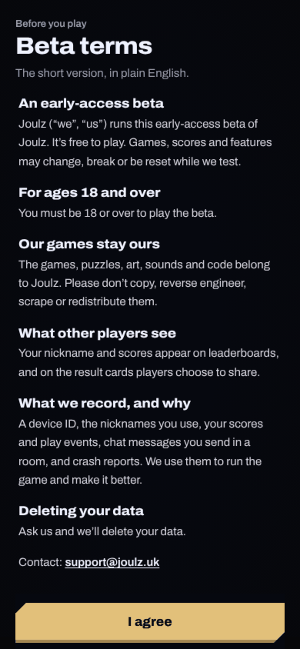 Before you play
Beta terms
The short version, in plain English.
An early-access beta
Joulz (“we”, “us”) runs this early-access beta of
Joulz. It’s free to play. Games, scores and features
may change, break or be reset while we test.
For ages 18 and over
You must be 18 or over to play the beta.
Our games stay ours
The games, puzzles, art, sounds and code belong
to Joulz. Please don’t copy, reverse engineer,
scrape or redistribute them.
What other players see
Your nickname and scores appear on leaderboards,
and on the result cards players choose to share.
What we record, and why
A device ID, the nicknames you use, your scores
and play events, chat messages you send in a
room, and crash reports. We use them to run the
game and make it better.
Deleting your data
Ask us and we’ll delete your data.
Contact: support@joulz.uk
I agree